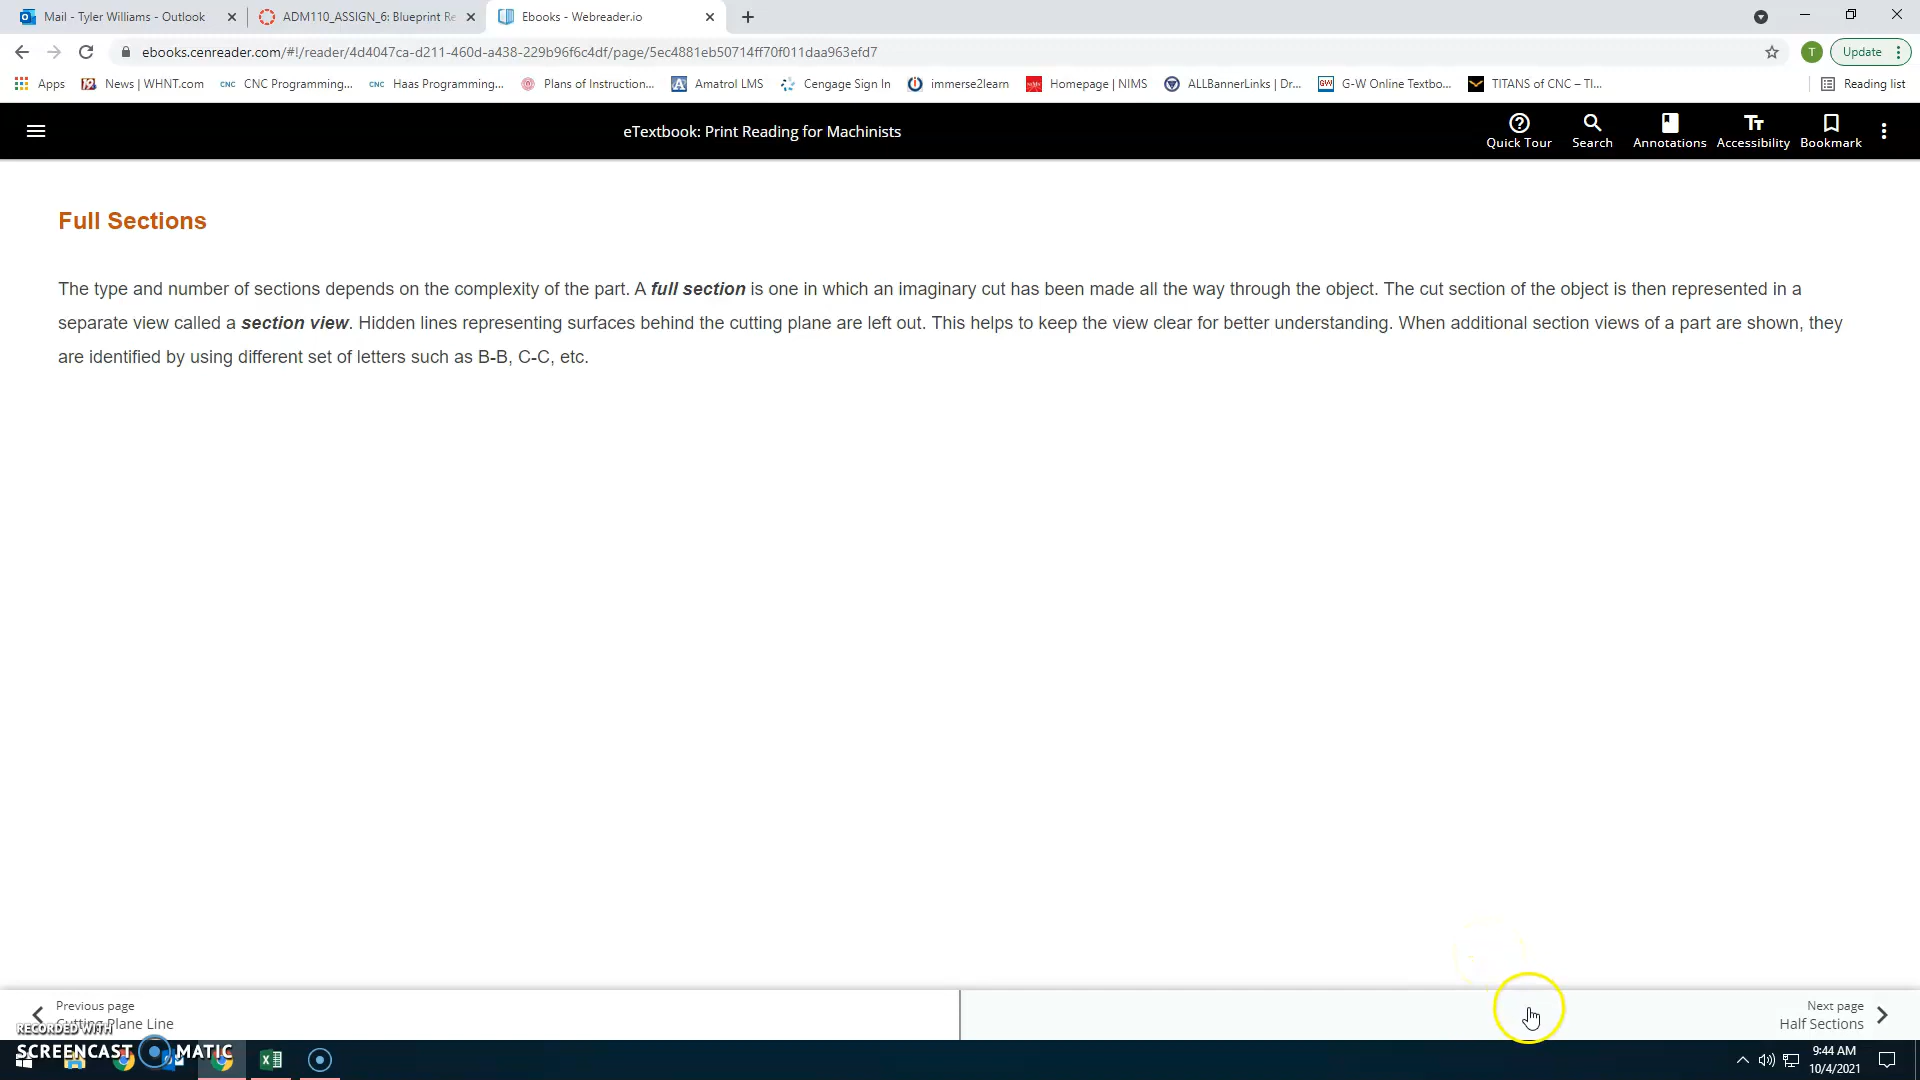 Mail - Tyler Williams - Outlook
ADM110_ASSIGN_6: Blueprint Re
Ebooks - Webreader.io
ebooks.cenreader.com/#!/reader/4d4047ca-d211-460d-a438-229b96f6c4df/page/5ec4881eb50714ff70f011daa963efd7
T
Update
Apps
News | WHNT.com
CNC Programming...
Haas Programming...
Plans of Instruction...
Amatrol LMS
Cengage Sign In
immerse2learn
Homepage | NIMS
ALLBannerLinks | Dr...
G-W Online Textbo...
TITANS of CNC – TI...
Reading list
eTextbook: Print Reading for Machinists
Quick Tour
Search
Annotations
Accessibility
Bookmark
Full Sections
The type and number of sections depends on the complexity of the part. A full section is one in which an imaginary cut has been made all the way through the object. The cut section of the object is then represented in a
separate view called a section view. Hidden lines representing surfaces behind the cutting plane are left out. This helps to keep the view clear for better understanding. When additional section views of a part are shown, they
are identified by using different set of letters such as B-B, C-C, etc.
Previous page
Cutting Plane Line
Next page
Half Sections
RECORDED WITH
SCREENCAST MATIC
9:44 AM
10/4/2021